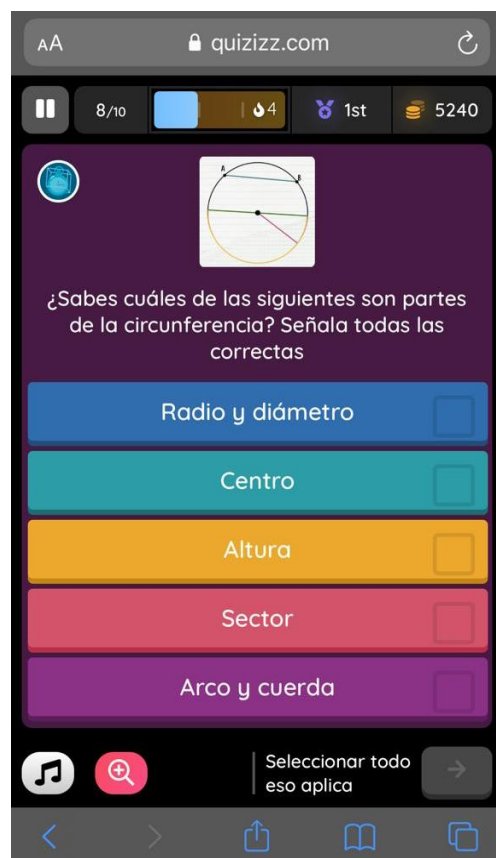 AA quizizz.com
8/10 4 1st 5240
A B
¿Sabes cuáles de las siguientes son partes
de la circunferencia? Señala todas las
correctas
Radio y diámetro
Centro
Altura
Sector
Arco y cuerda
Seleccionar todo
eso aplica